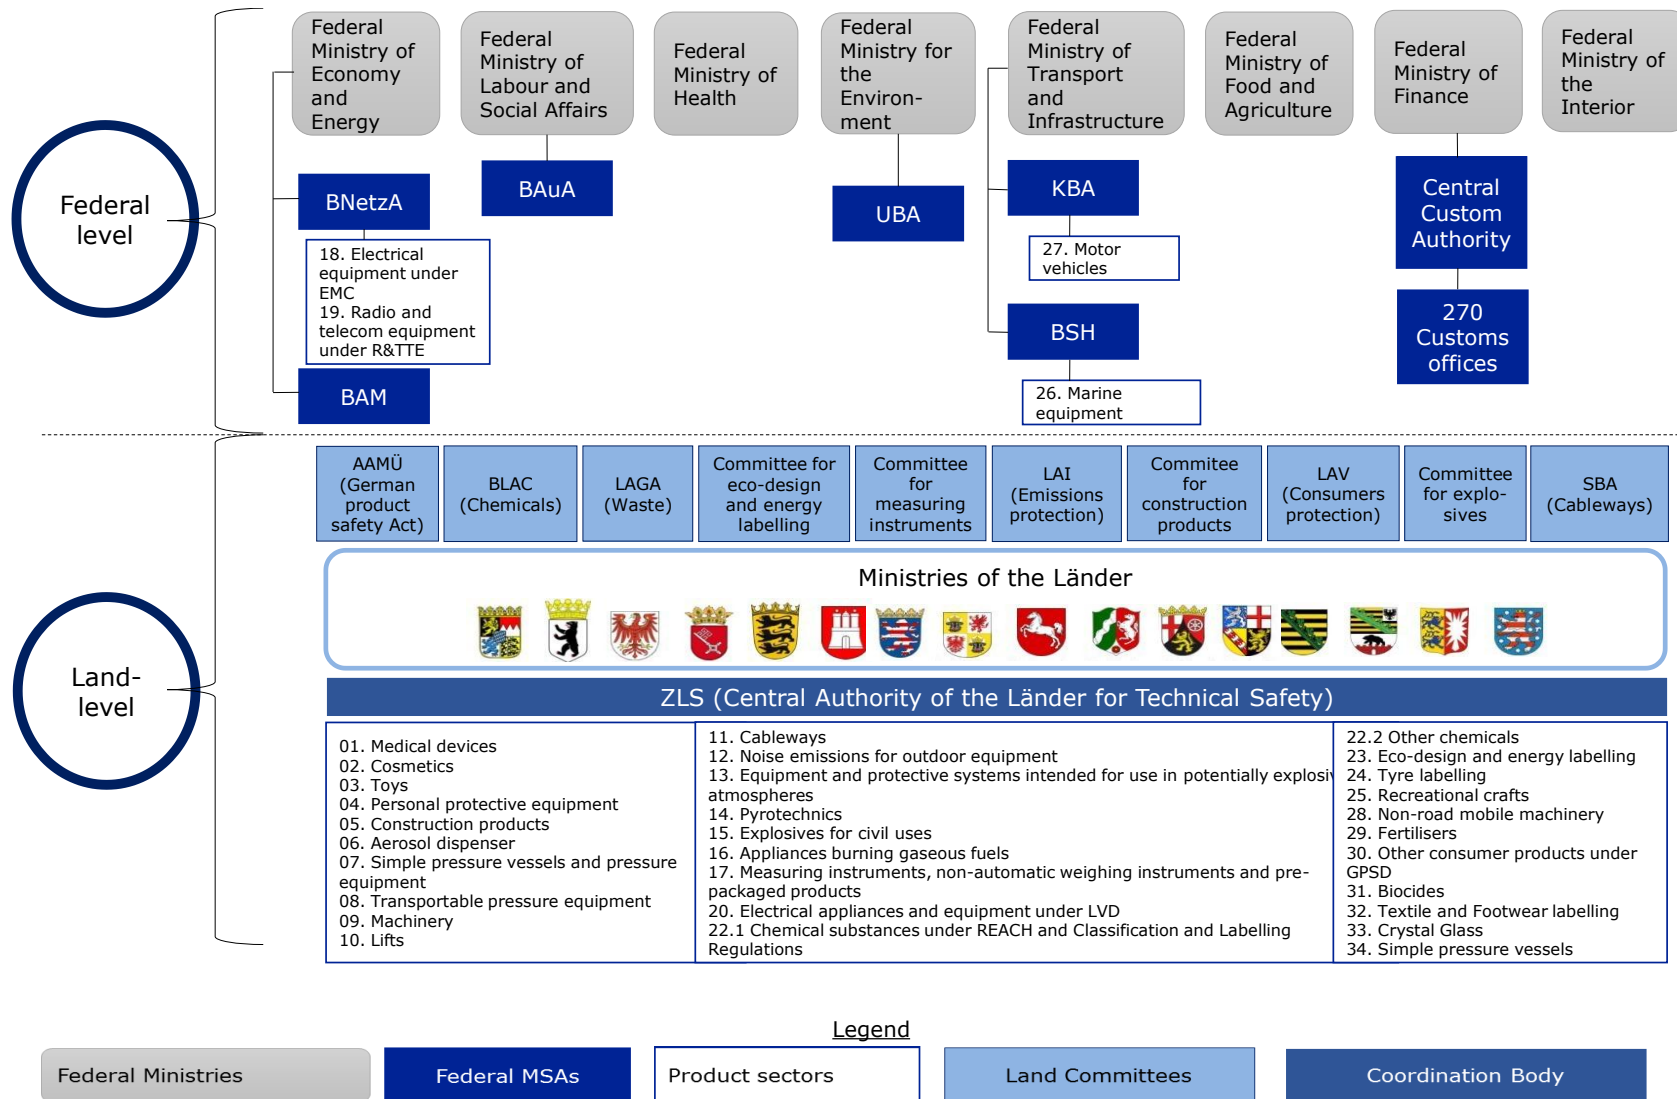 Federal
Ministry of
Economy
and
Energy
Federal
Ministry of
Labour and
Social Affairs
Federal
Ministry of
Health
Federal
Ministry for
the
Environ-
ment
Federal
Ministry of
Transport
and
Infrastructure
Federal
Ministry of
Food and
Agriculture
Federal
Ministry of
Finance
Federal
Ministry of
the
Interior
Federal
level
BNetzA
18. Electrical
equipment under
EMC
19. Radio and
telecom equipment
under R&TTE
BAM
BAuA
UBA
KBA
27. Motor
vehicles
BSH
26. Marine
equipment
Central
Custom
Authority
270
Customs
offices
Land-
level
AAMÜ
(German
product
safety Act)
BLAC
(Chemicals)
LAGA
(Waste)
Committee for
eco-design
and energy
labelling
Committee
for
measuring
instruments
LAI
(Emissions
protection)
Commitee
for
construction
products
LAV
(Consumers
protection)
Committee
for explo-
sives
SBA
(Cableways)
Ministries of the Länder
ZLS (Central Authority of the Länder for Technical Safety)
01. Medical devices
02. Cosmetics
03. Toys
04. Personal protective equipment
05. Construction products
06. Aerosol dispenser
07. Simple pressure vessels and pressure
equipment
08. Transportable pressure equipment
09. Machinery
10. Lifts
11. Cableways
12. Noise emissions for outdoor equipment
13. Equipment and protective systems intended for use in potentially explosiv
atmospheres
14. Pyrotechnics
15. Explosives for civil uses
16. Appliances burning gaseous fuels
17. Measuring instruments, non-automatic weighing instruments and pre-
packaged products
20. Electrical appliances and equipment under LVD
22.1 Chemical substances under REACH and Classification and Labelling
Regulations
22.2 Other chemicals
23. Eco-design and energy labelling
24. Tyre labelling
25. Recreational crafts
28. Non-road mobile machinery
29. Fertilisers
30. Other consumer products under
GPSD
31. Biocides
32. Textile and Footwear labelling
33. Crystal Glass
34. Simple pressure vessels
Legend
Federal Ministries
Federal MSAs
Product sectors
Land Committees
Coordination Body